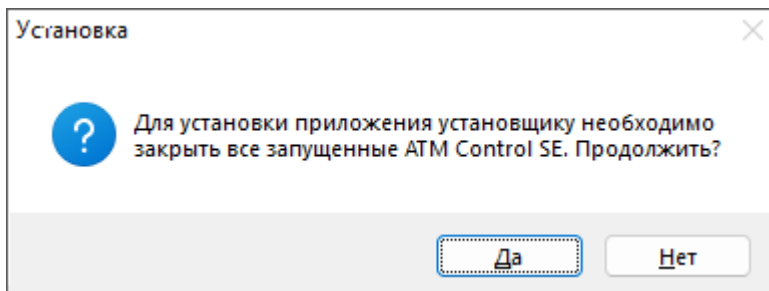 Установка
Для установки приложения установщику необходимо
закрыть все запущенные ATM Control SE. Продолжить?
Да
Нет